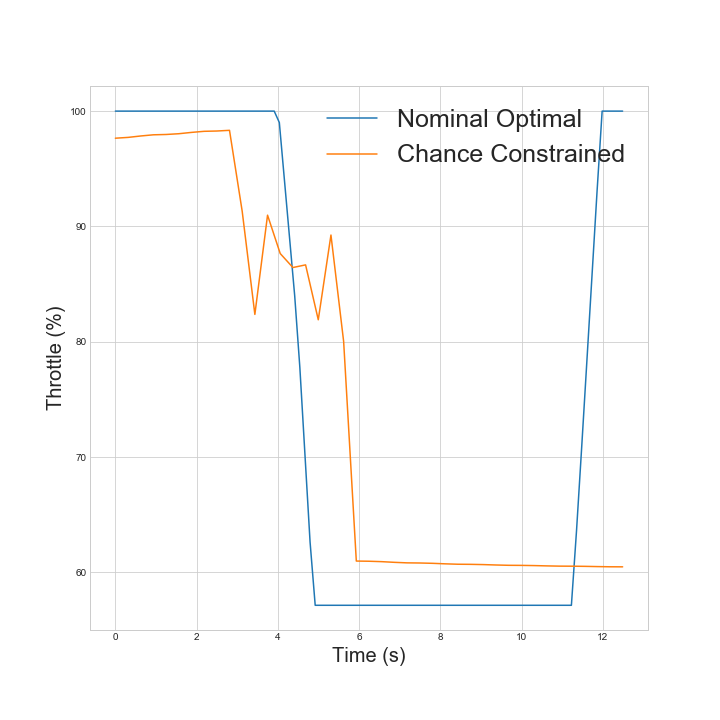 Nominal Optimal
Chance Constrained
100
90
80
70
60
Throttle (%)
0 2 4 6 8 10 12
Time (s)